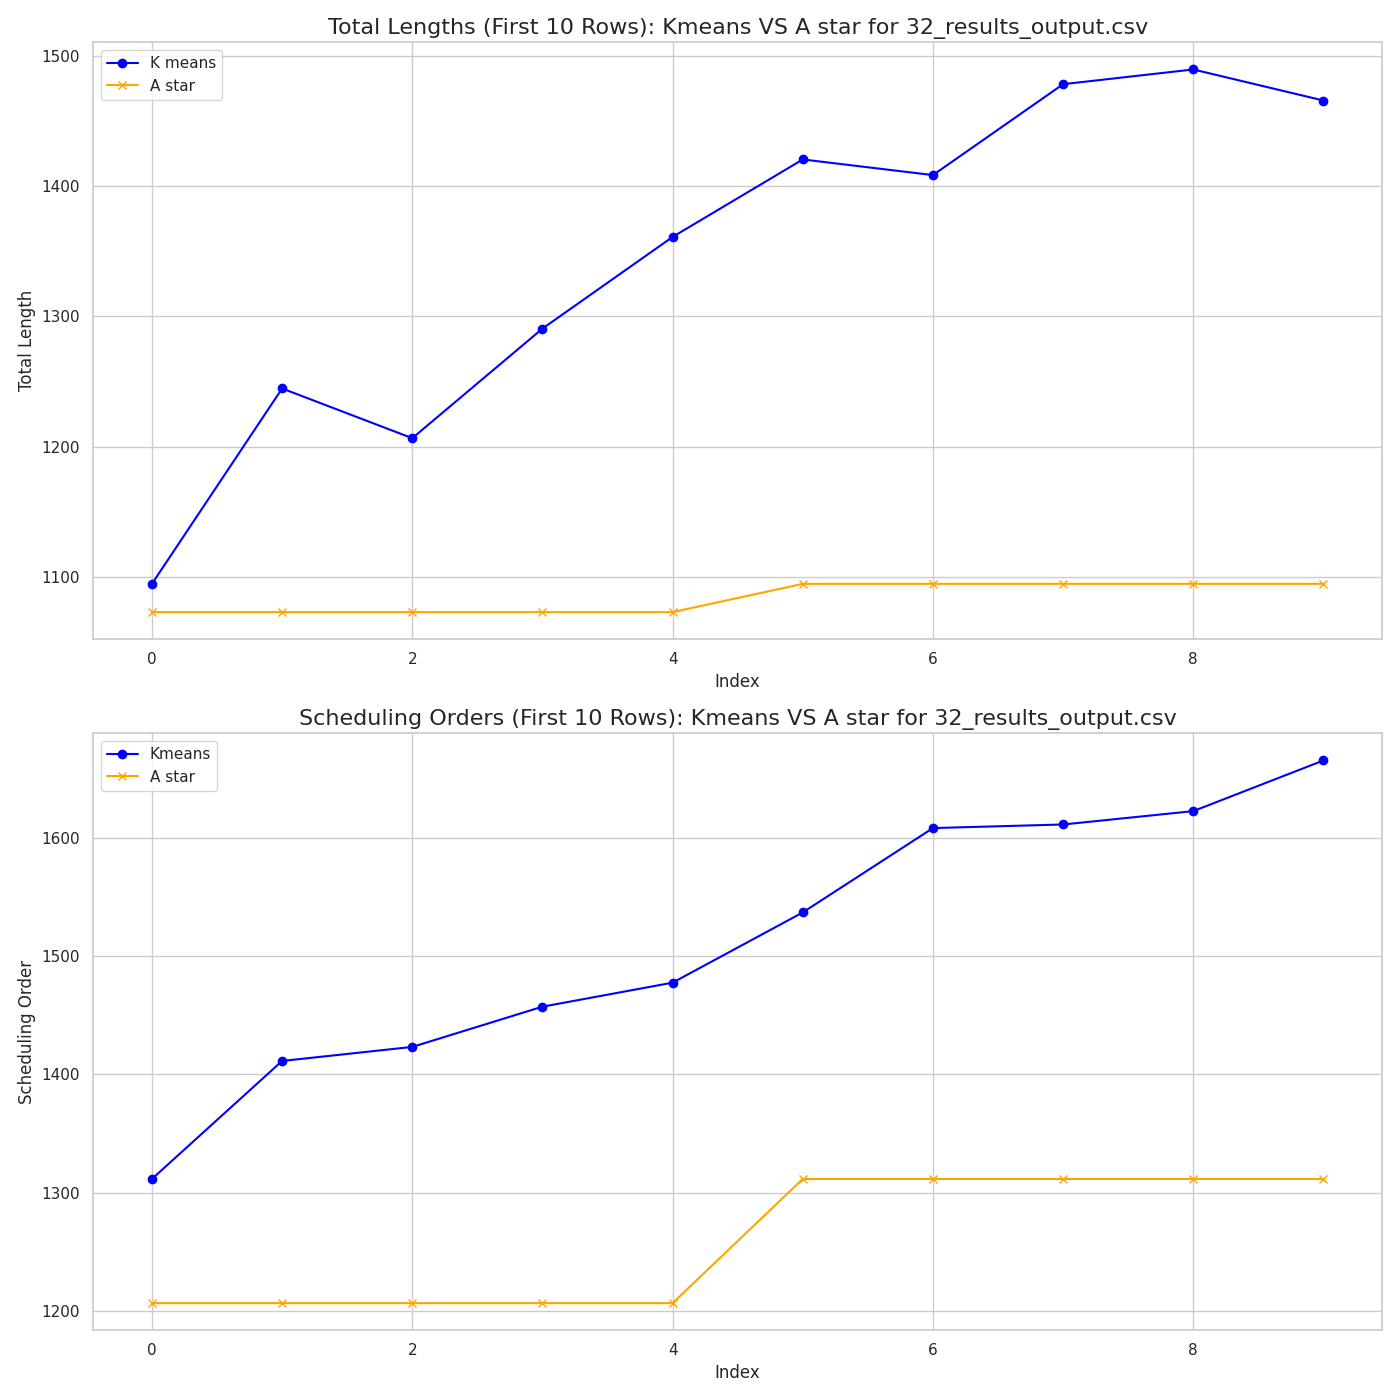 Total Lengths (First 10 Rows): Kmeans VS A star for 32_results_output.csv
K means
A star
1500
1400
1300
1200
1100
Total Length
0 2 4 6 8
Index
Scheduling Orders (First 10 Rows): Kmeans VS A star for 32_results_output.csv
Kmeans
A star
1600
1500
1400
1300
1200
Scheduling Order
0 2 4 6 8
Index